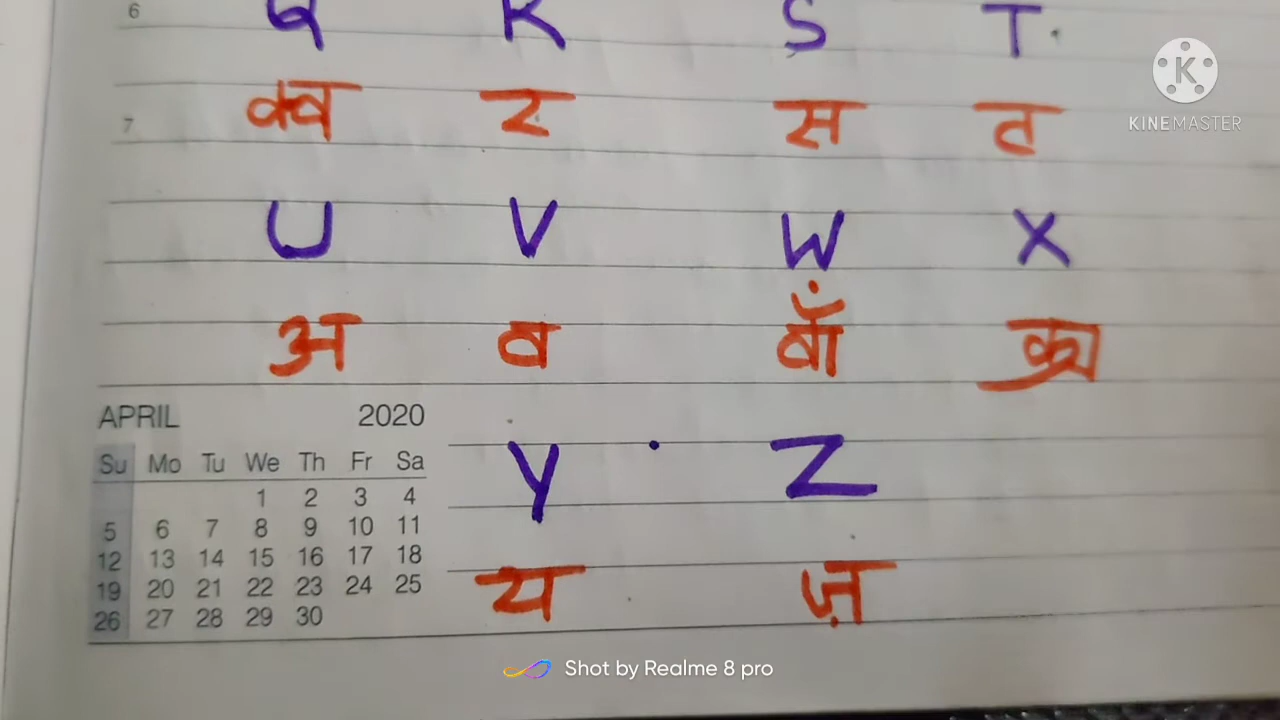 6
Q R S T
KINEMASTER
7
क्व र स ट
U V W X
अ व वॉं क्स
APRIL 2020
Su Mo Tu We Th Fr Sa
1 2 3 4
5 6 7 8 9 10 11
12 13 14 15 16 17 18
19 20 21 22 23 24 25
26 27 28 29 30
Y Z
य ज़
Shot by Realme 8 pro